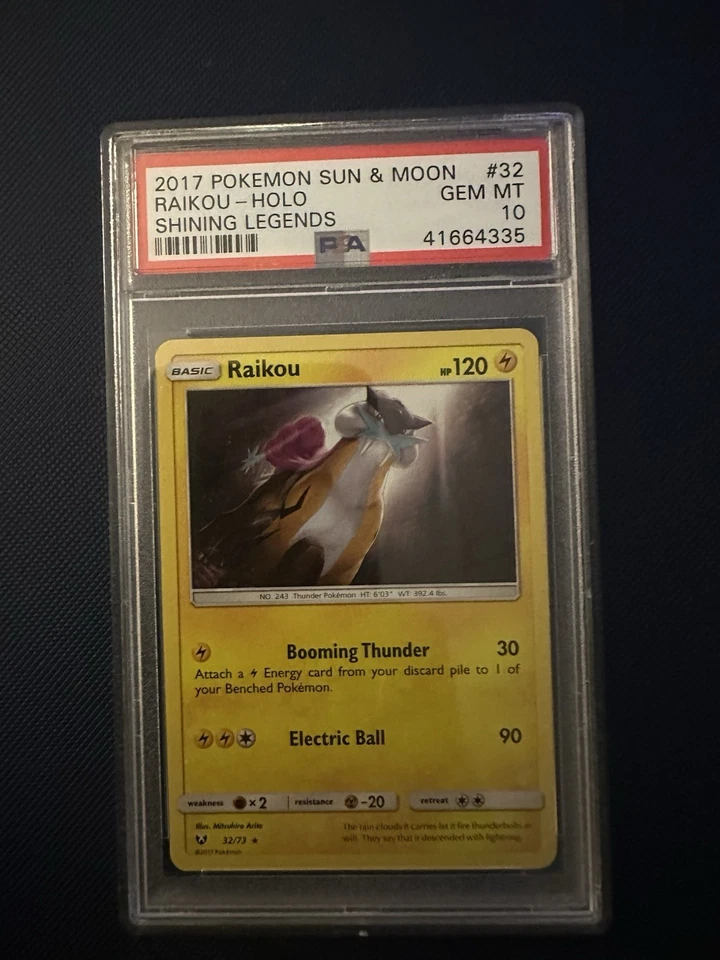 2017 POKEMON SUN & MOON #32
RAIKOU-HOLO GEM MT
SHINING LEGENDS 10
PSA 41664335
BASIC Raikou HP 120
NO. 243 Thunder Pokémon HT: 6'03" WT: 392.4 lbs.
Booming Thunder 30
Attach a Energy card from your discard pile to 1 of
your Benched Pokémon.
Electric Ball 90
weakness ×2 resistance -20 retreat
Illus. Mitsuhiro Arita
32/73 ★
©2017 Pokémon
The rain clouds it carries let it fire thunderbolts at
will. They say that it descended with lightning.